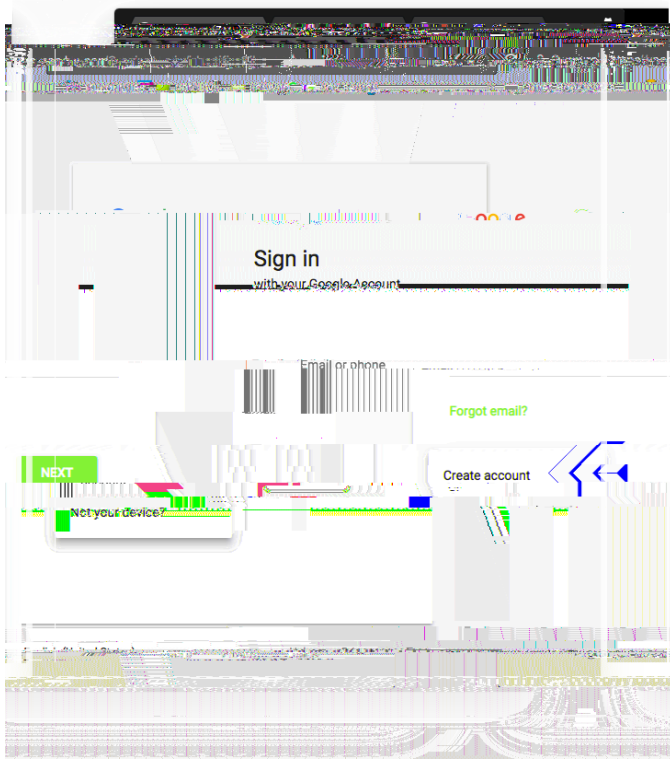 Sign in
with your Google Account
Email or phone
Forgot email?
NEXT
Create account
Not your device?